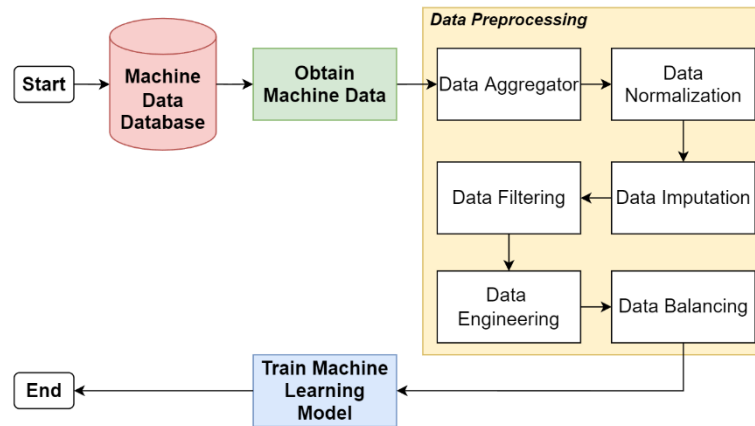 Data Preprocessing
Start
Machine
Data
Database
Obtain
Machine Data
Data Aggregator
Data
Normalization
Data Filtering
Data Imputation
Data
Engineering
Data Balancing
Train Machine
Learning
Model
End